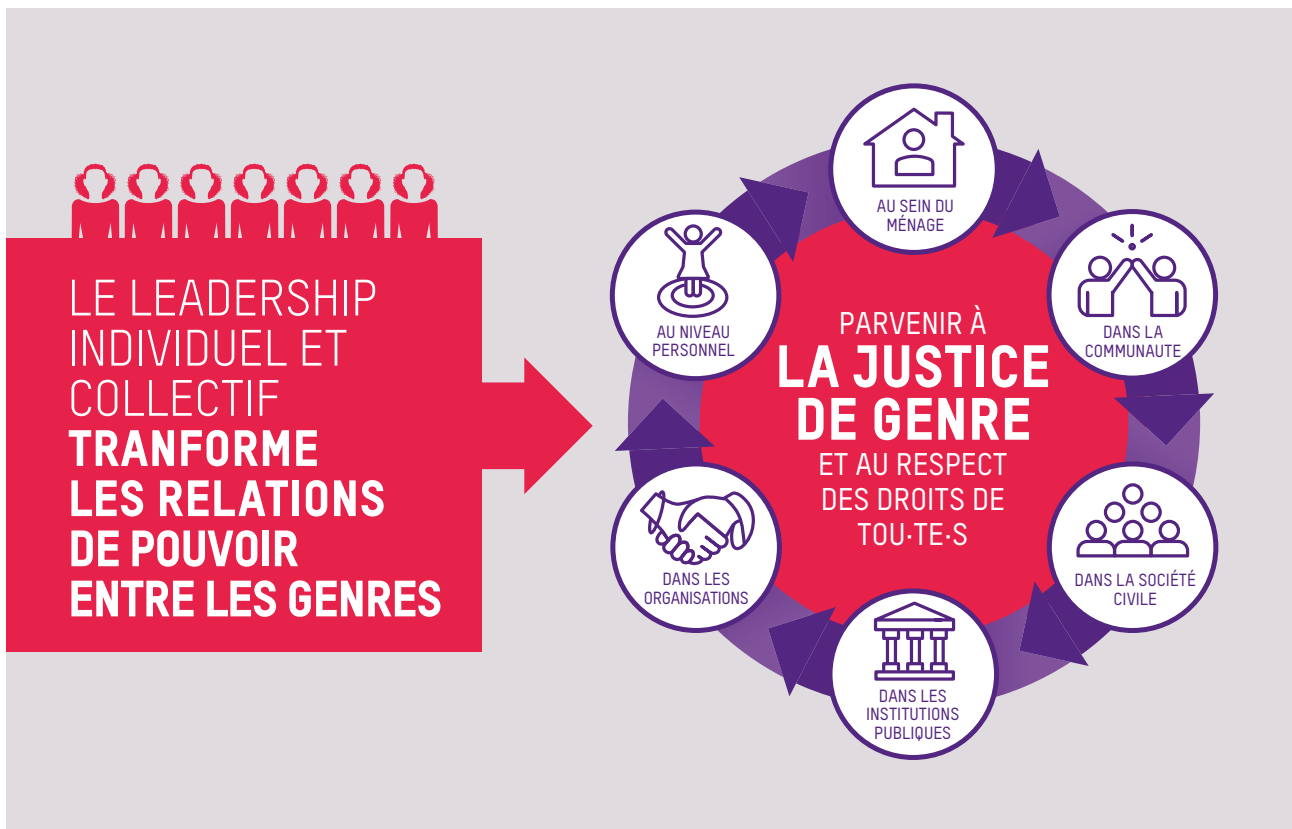 LE LEADERSHIP
INDIVIDUEL ET
COLLECTIF
TRANFORME
LES RELATIONS
DE POUVOIR
ENTRE LES GENRES
AU SEIN DU
MÉNAGE
DANS LA
COMMUNAUTE
DANS LA SOCIÉTÉ
CIVILE
DANS LES
INSTITUTIONS
PUBLIQUES
DANS LES
ORGANISATIONS
AU NIVEAU
PERSONNEL
PARVENIR À
LA JUSTICE
DE GENRE
ET AU RESPECT
DES DROITS DE
TOU·TE·S